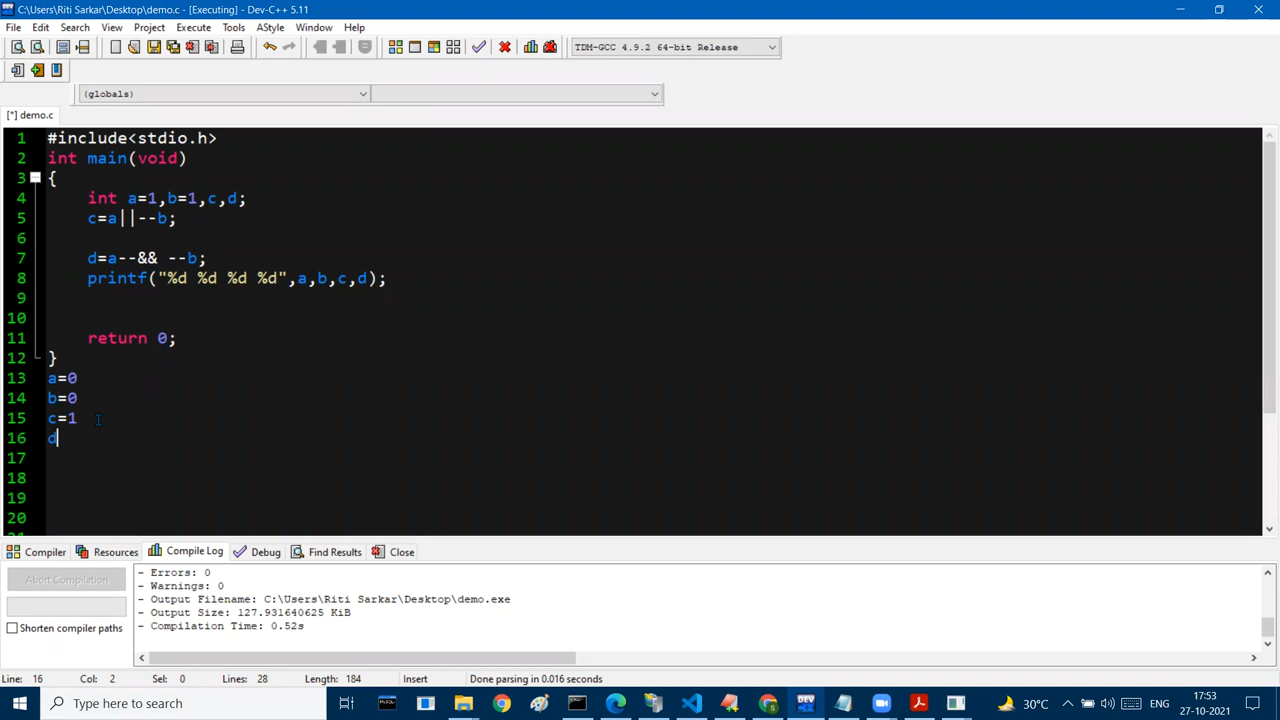 C:\Users\Riti Sarkar\Desktop\demo.c - [Executing] - Dev-C++ 5.11
File Edit Search View Project Execute Tools AStyle Window Help
TDM-GCC 4.9.2 64-bit Release
(globals)
[*] demo.c
1 #include<stdio.h>
2 int main(void)
3 {
4 int a=1,b=1,c,d;
5 c=a||--b;
6
7 d=a--&& --b;
8 printf("%d %d %d %d",a,b,c,d);
9
10
11 return 0;
12 }
13 a=0
14 b=0
15 c=1
16 d
17
18
19
20
Compiler Resources Compile Log Debug Find Results Close
Abort Compilation
Shorten compiler paths
- Errors: 0
- Warnings: 0
- Output Filename: C:\Users\Riti Sarkar\Desktop\demo.exe
- Output Size: 127.931640625 KiB
- Compilation Time: 0.52s
Line: 16 Col: 2 Sel: 0 Lines: 28 Length: 184 Insert Done parsing in 0.016 seconds
Type here to search
30°C
ENG
17:53
27-10-2021